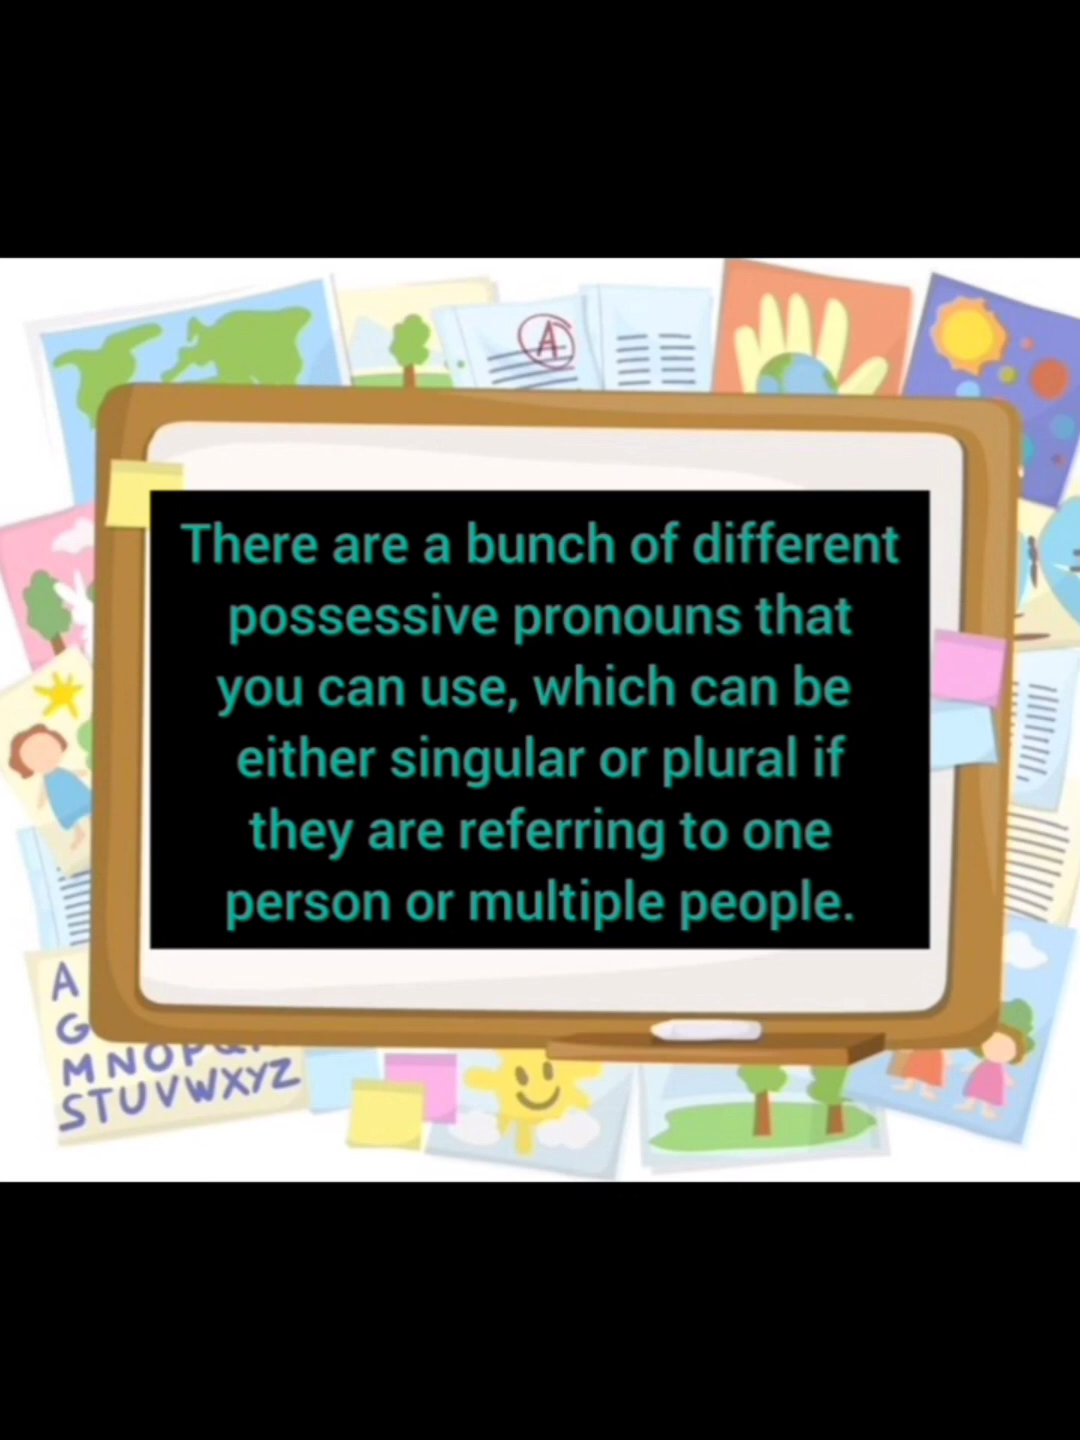 A
There are a bunch of different
possessive pronouns that
you can use, which can be
either singular or plural if
they are referring to one
person or multiple people.
A
G
MNOPQ
STUVWXYZ